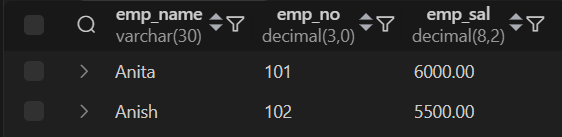 emp_name emp_no emp_sal
varchar(30) decimal(3,0) decimal(8,2)
Anita 101 6000.00
Anish 102 5500.00